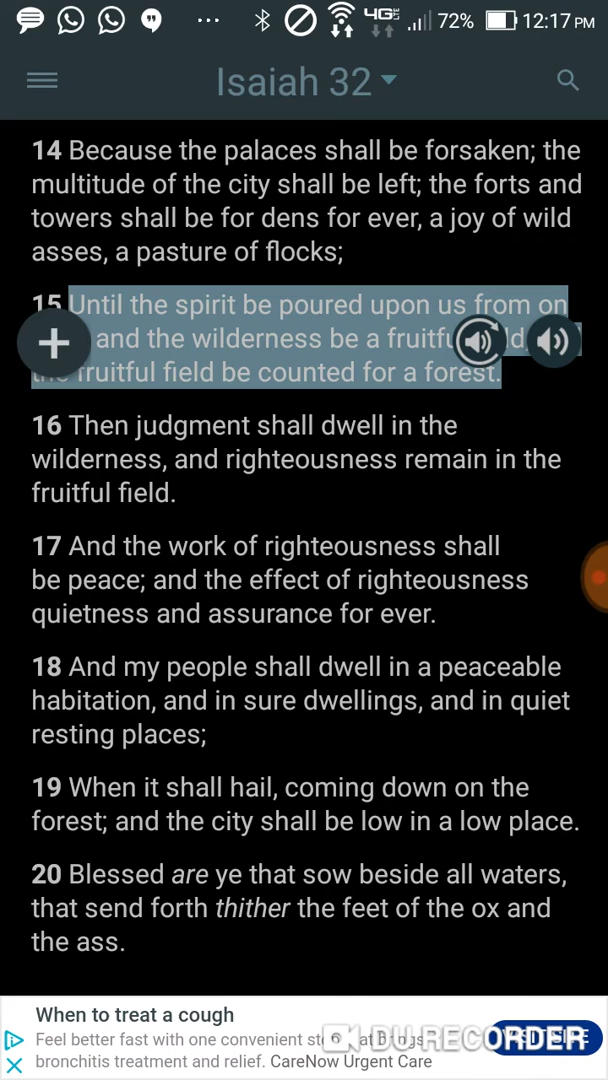 4G 72% 12:17 PM
Isaiah 32
14 Because the palaces shall be forsaken; the
multitude of the city shall be left; the forts and
towers shall be for dens for ever, a joy of wild
asses, a pasture of flocks;
15 Until the spirit be poured upon us from on
and the wilderness be a fruitfu
fruitful field be counted for a forest.
16 Then judgment shall dwell in the
wilderness, and righteousness remain in the
fruitful field.
17 And the work of righteousness shall
be peace; and the effect of righteousness
quietness and assurance for ever.
18 And my people shall dwell in a peaceable
habitation, and in sure dwellings, and in quiet
resting places;
19 When it shall hail, coming down on the
forest; and the city shall be low in a low place.
20 Blessed are ye that sow beside all waters,
that send forth thither the feet of the ox and
the ass.
When to treat a cough
Feel better fast with one convenient
bronchitis treatment and relief. CareNow Urgent Care
DU RECORDER